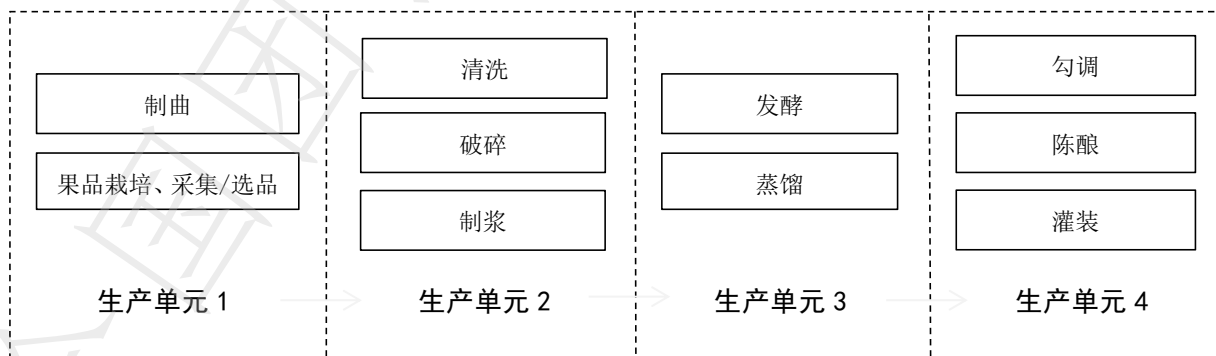 制曲
果品栽培、采集/选品
生产单元 1
清洗
破碎
制浆
生产单元 2
发酵
蒸馏
生产单元 3
勾调
陈酿
灌装
生产单元 4